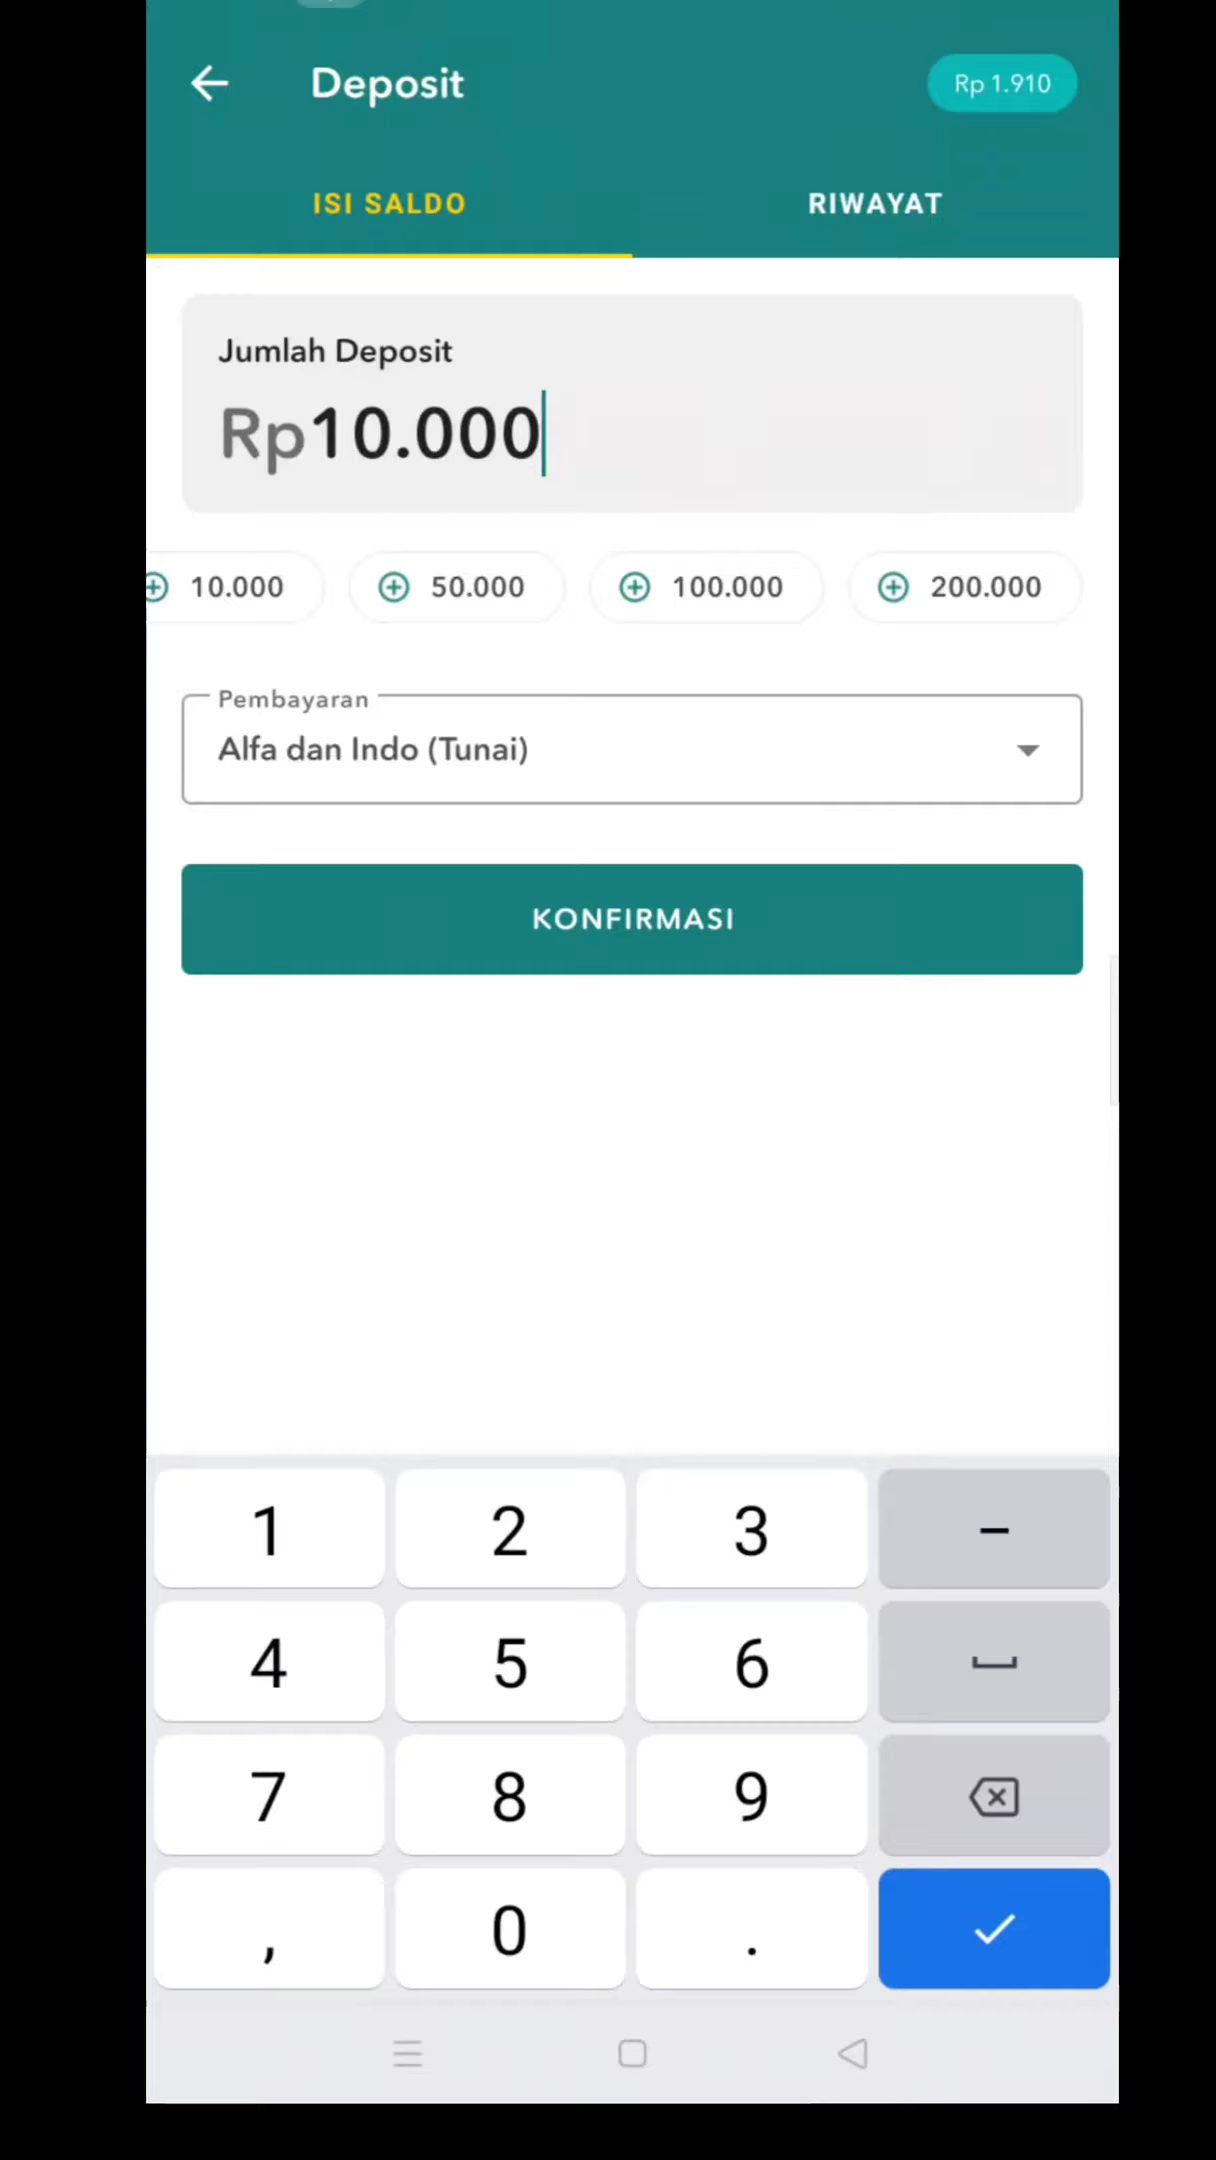 Deposit
Rp 1.910
ISI SALDO
RIWAYAT
Jumlah Deposit
Rp10.000
10.000
50.000
100.000
200.000
Pembayaran
Alfa dan Indo (Tunai)
KONFIRMASI
1 2 3 -
4 5 6
7 8 9
, 0 .